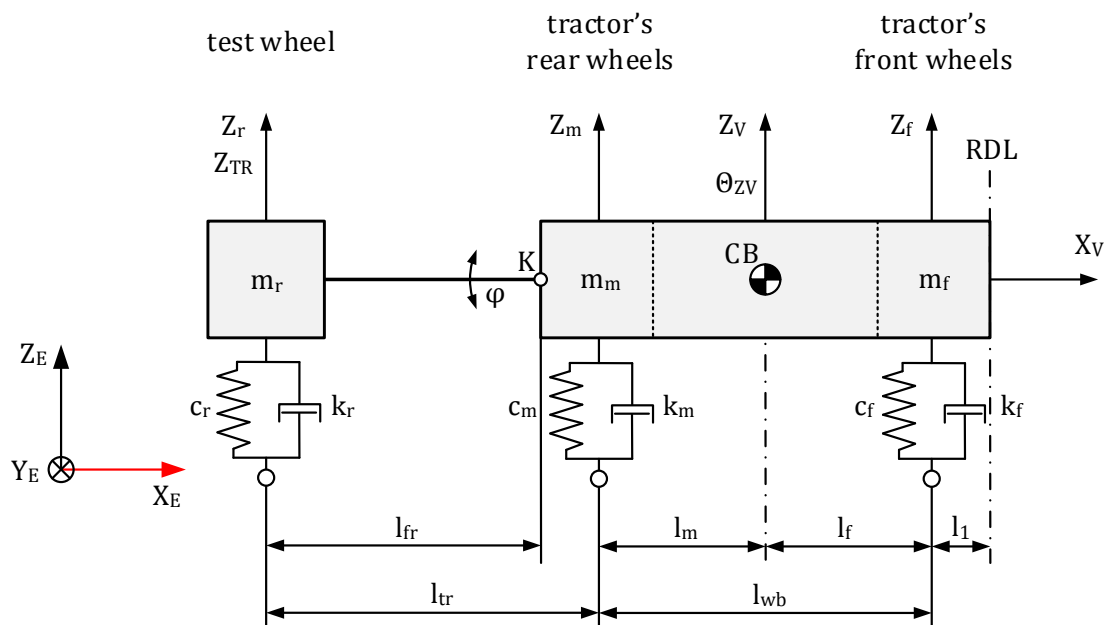 test wheel
tractor’s
rear wheels
tractor’s
front wheels
Zr
ZTR
Zm
ZV
ΘZV
Zf
RDL
XV
K
φ
mr
mm
CB
mf
ZE
YE
XE
cr
kr
cm
km
cf
kf
lfr
lm
lf
l1
ltr
lwb